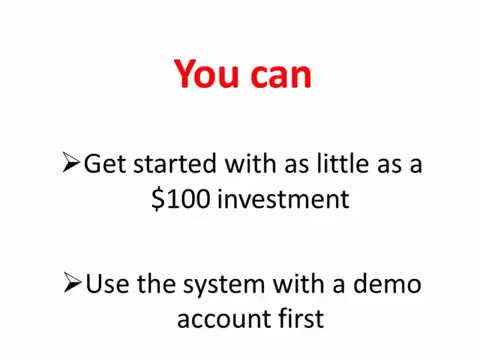 You can
➢Get started with as little as a
$100 investment
➢Use the system with a demo
account first